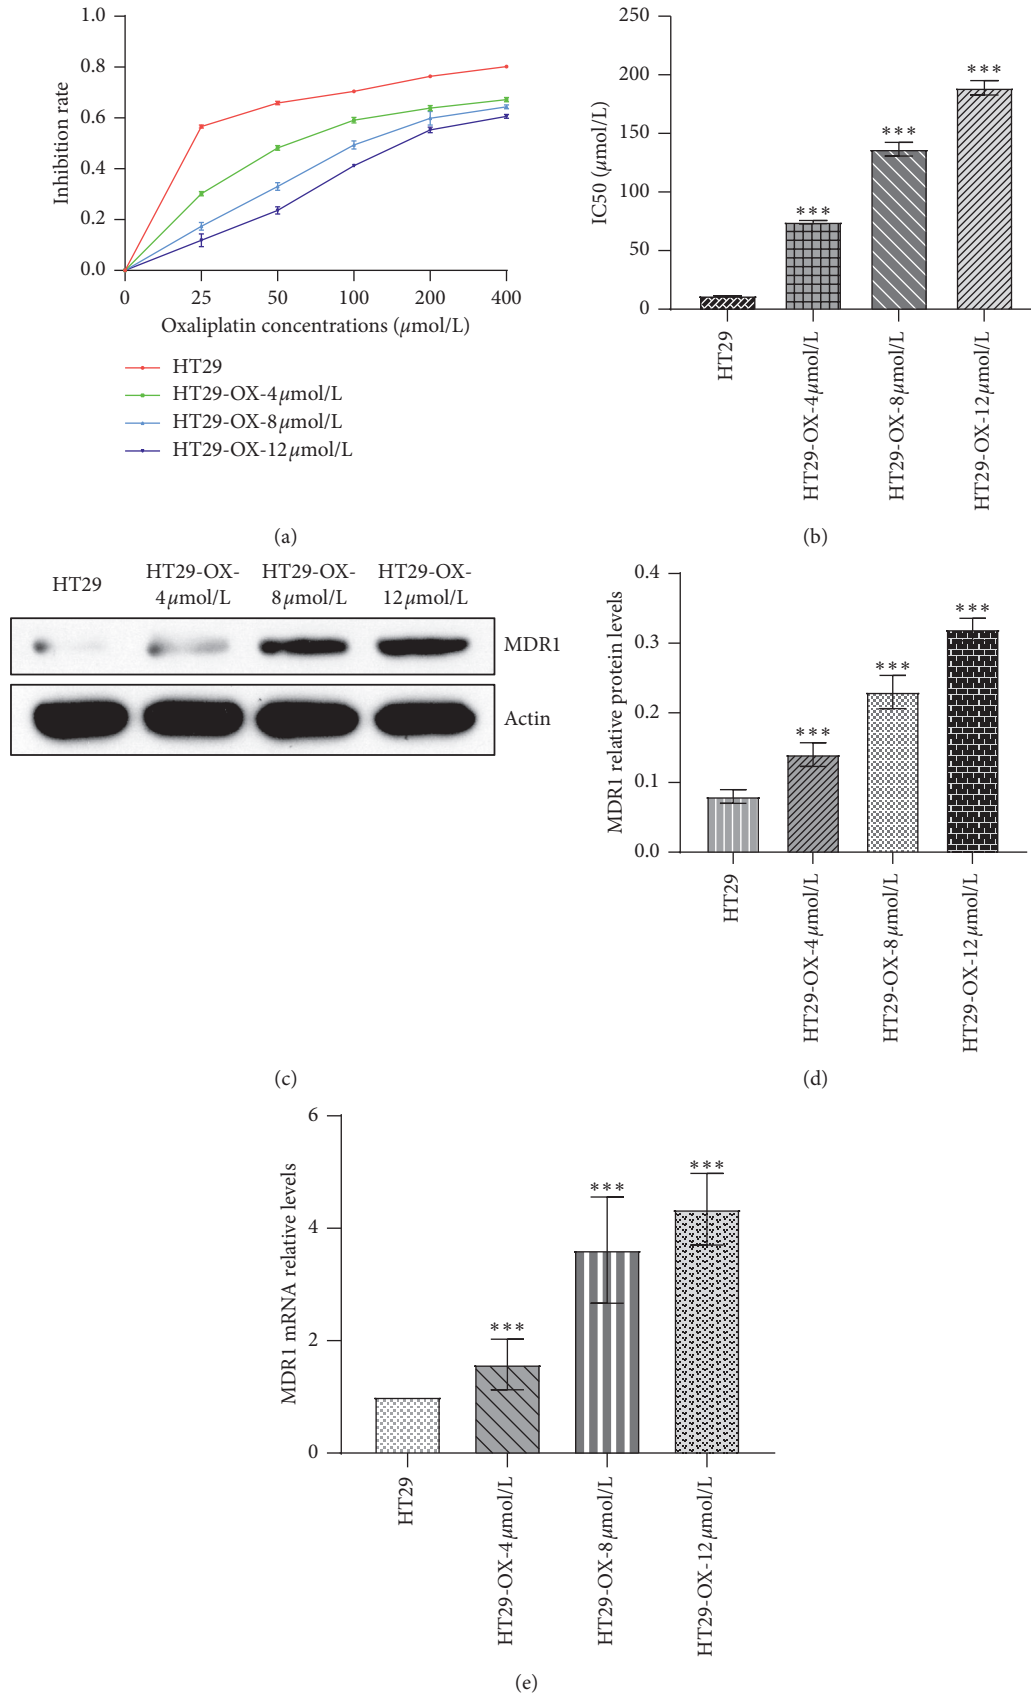 1.0
0.8
0.6
0.4
0.2
0.0
Inhibition rate
0 25 50 100 200 400
Oxaliplatin concentrations (µmol/L)
HT29
HT29-OX-4µmol/L
HT29-OX-8µmol/L
HT29-OX-12µmol/L
(a)
250
200
150
100
50
0
IC50 (µmol/L)
***
***
***
HT29
HT29-OX-4µmol/L
HT29-OX-8µmol/L
HT29-OX-12µmol/L
(b)
HT29
HT29-OX-
4µmol/L
HT29-OX-
8µmol/L
HT29-OX-
12µmol/L
MDR1
Actin
(c)
0.4
0.3
0.2
0.1
0.0
MDR1 relative protein levels
***
***
***
HT29
HT29-OX-4µmol/L
HT29-OX-8µmol/L
HT29-OX-12µmol/L
(d)
6
4
2
0
MDR1 mRNA relative levels
***
***
***
HT29
HT29-OX-4µmol/L
HT29-OX-8µmol/L
HT29-OX-12µmol/L
(e)